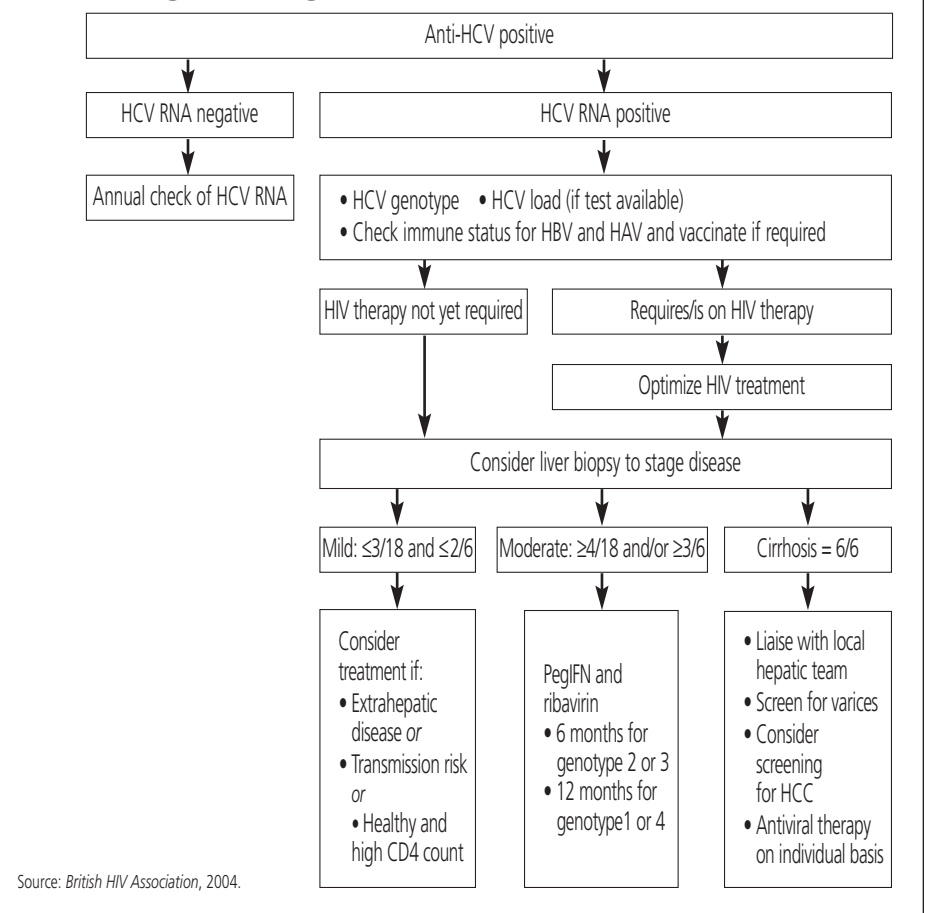 Anti-HCV positive
HCV RNA negative
HCV RNA positive
Annual check of HCV RNA
• HCV genotype • HCV load (if test available)
• Check immune status for HBV and HAV and vaccinate if required
HIV therapy not yet required
Requires/is on HIV therapy
Optimize HIV treatment
Consider liver biopsy to stage disease
Mild: ≤3/18 and ≤2/6
Moderate: ≥4/18 and/or ≥3/6
Cirrhosis = 6/6
Consider
treatment if:
• Extrahepatic
disease or
• Transmission risk
or
• Healthy and
high CD4 count
PegIFN and
ribavirin
• 6 months for
genotype 2 or 3
• 12 months for
genotype1 or 4
• Liaise with local
hepatic team
• Screen for varices
• Consider
screening
for HCC
• Antiviral therapy
on individual basis
Source: British HIV Association, 2004.